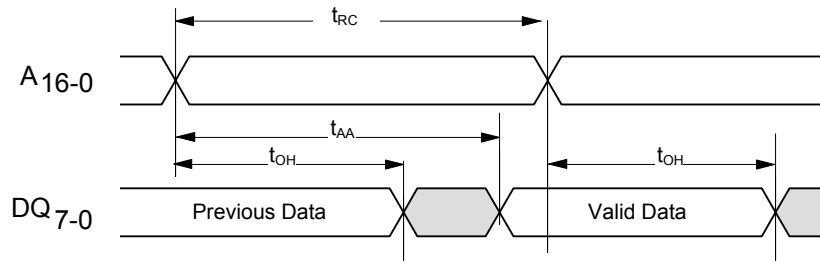 tRC
A16-0
tAA
tOH tOH
DQ7-0 Previous Data Valid Data